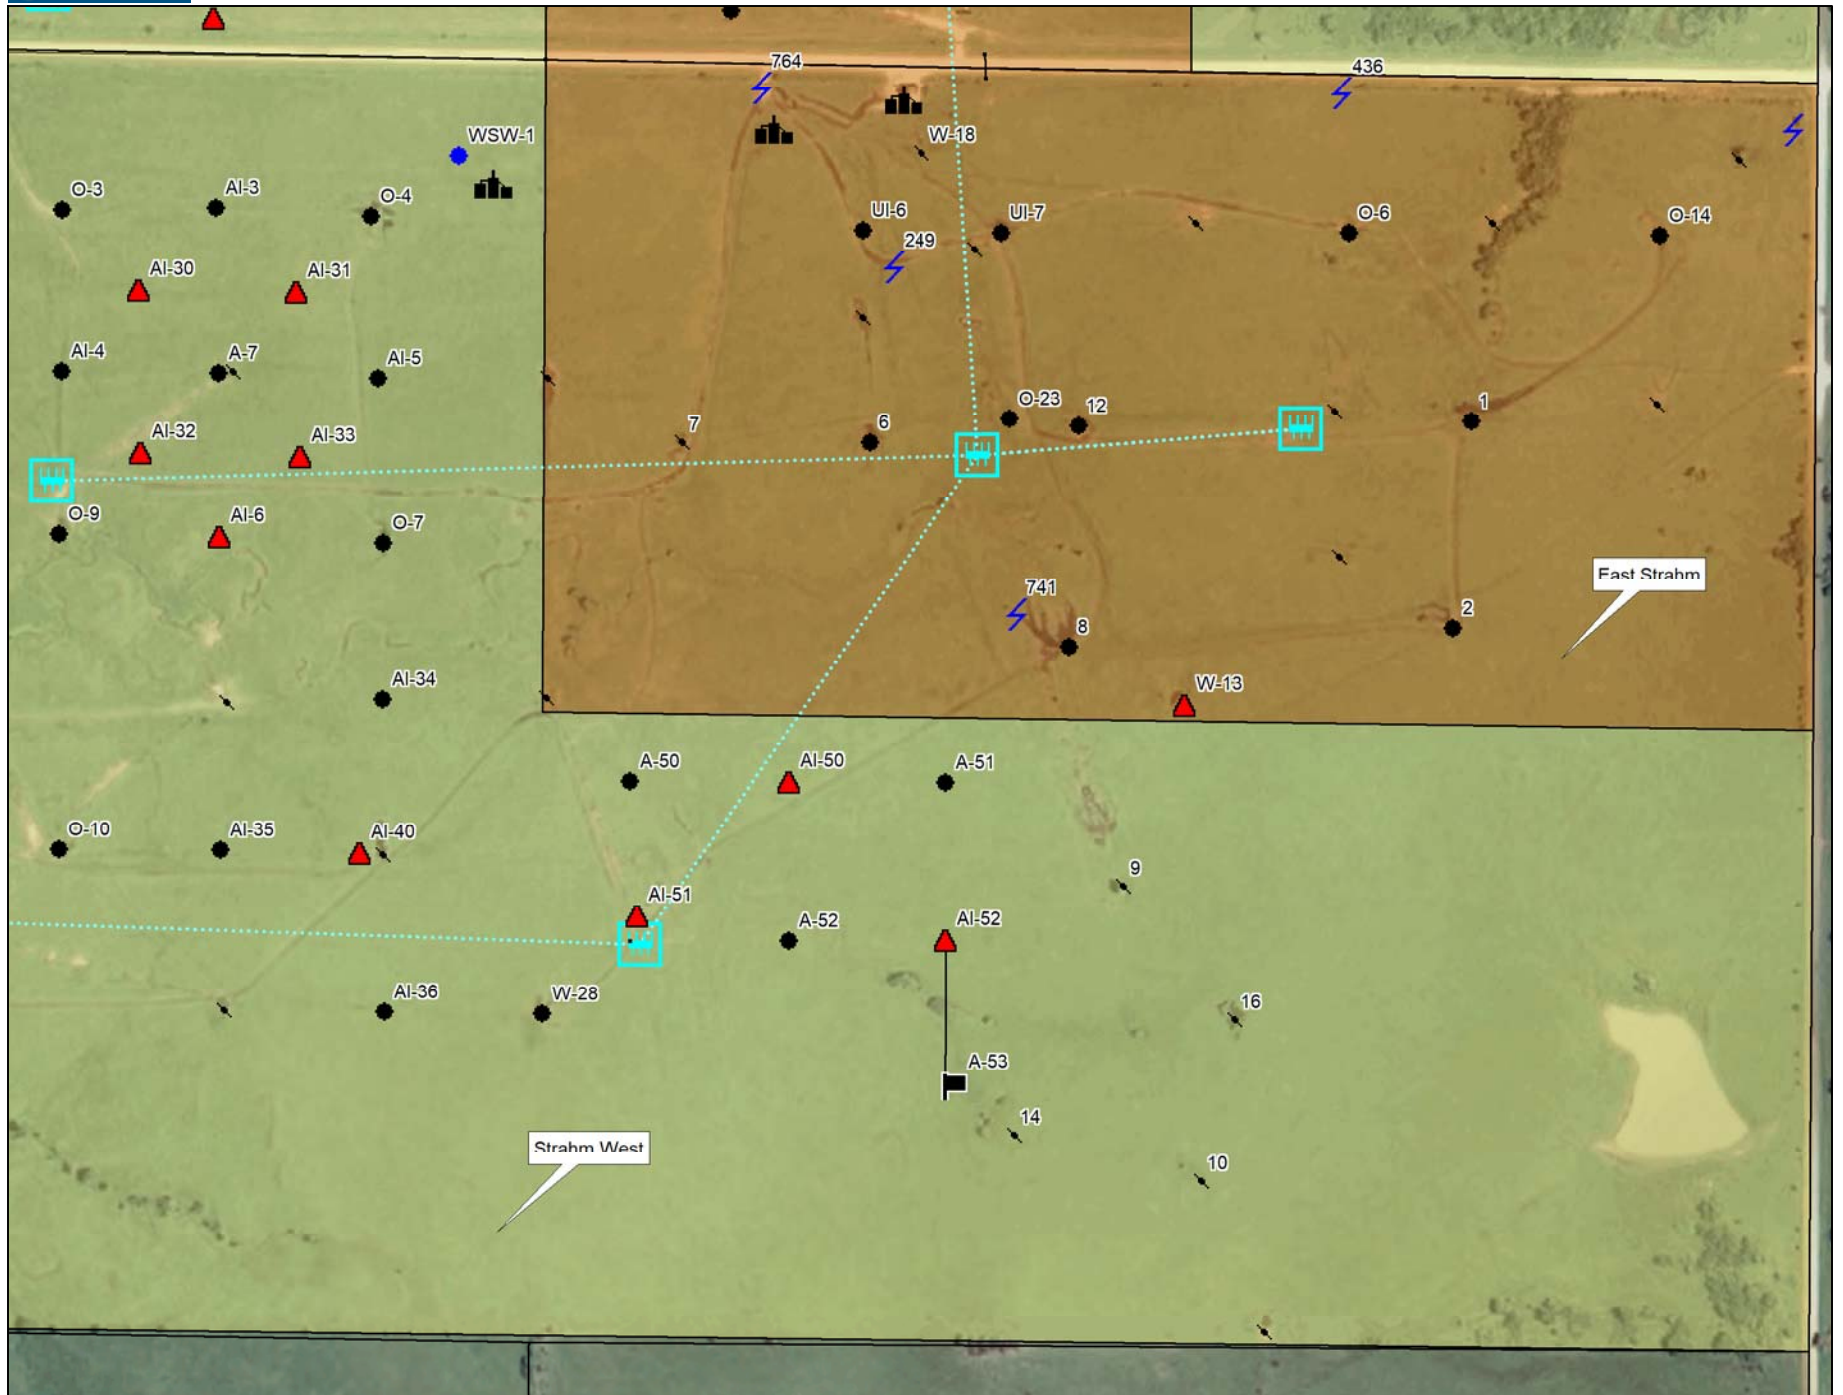 764
436
WSW-1
W-18
O-3
AI-3
O-4
UI-6
UI-7
O-6
O-14
249
AI-30
AI-31
AI-4
A-7
AI-5
O-23
12
1
7
6
AI-32
AI-33
O-9
AI-6
O-7
East Strahm
741
2
8
AI-34
W-13
A-50
AI-50
A-51
O-10
AI-35
AI-40
9
AI-51
A-52
AI-52
AI-36
W-28
16
A-53
14
Strahm West
10